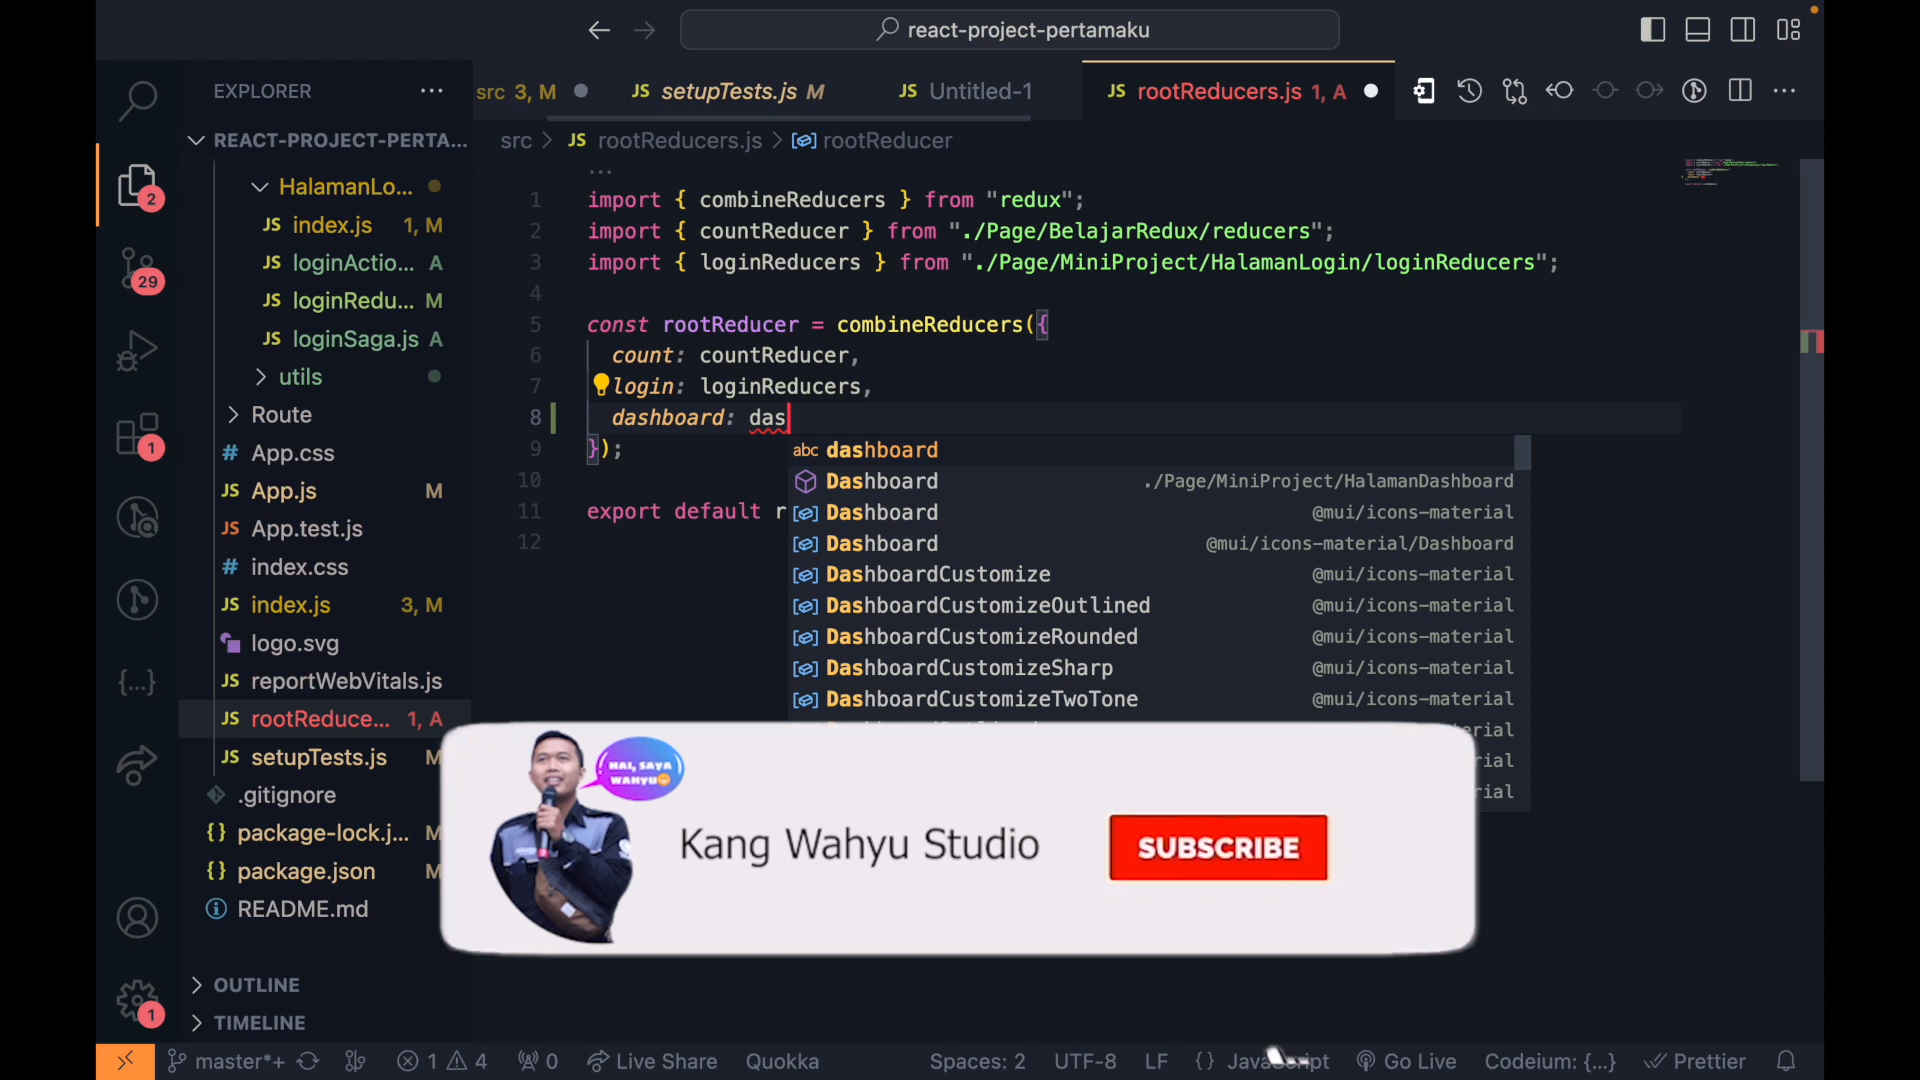 react-project-pertamaku
EXPLORER
src 3, M
JS setupTests.js M
JS Untitled-1
JS rootReducers.js 1, A
REACT-PROJECT-PERTA...
src > JS rootReducers.js > rootReducer
HalamanLo...
JS index.js 1, M
JS loginActio... A
JS loginRedu... M
JS loginSaga.js A
utils
Route
# App.css
JS App.js M
JS App.test.js
# index.css
JS index.js 3, M
logo.svg
JS reportWebVitals.js
JS rootReduce... 1, A
JS setupTests.js M
.gitignore
{} package-lock.j... M
{} package.json M
README.md
OUTLINE
TIMELINE
2
29
1
{...}
1
...
1 import { combineReducers } from "redux";
2 import { countReducer } from "./Page/BelajarRedux/reducers";
3 import { loginReducers } from "./Page/MiniProject/HalamanLogin/loginReducers";
4
5 const rootReducer = combineReducers({
6 count: countReducer,
7 login: loginReducers,
8 dashboard: das
9 });
10
11 export default r
12
abc dashboard
Dashboard ./Page/MiniProject/HalamanDashboard
Dashboard @mui/icons-material
Dashboard @mui/icons-material/Dashboard
DashboardCustomize @mui/icons-material
DashboardCustomizeOutlined @mui/icons-material
DashboardCustomizeRounded @mui/icons-material
DashboardCustomizeSharp @mui/icons-material
DashboardCustomizeTwoTone @mui/icons-material
HAI, SAYA
WAHYU
Kang Wahyu Studio
SUBSCRIBE
master*+ 1 4 0 Live Share Quokka Spaces: 2 UTF-8 LF {} JavaScript Go Live Codeium: {...} Prettier